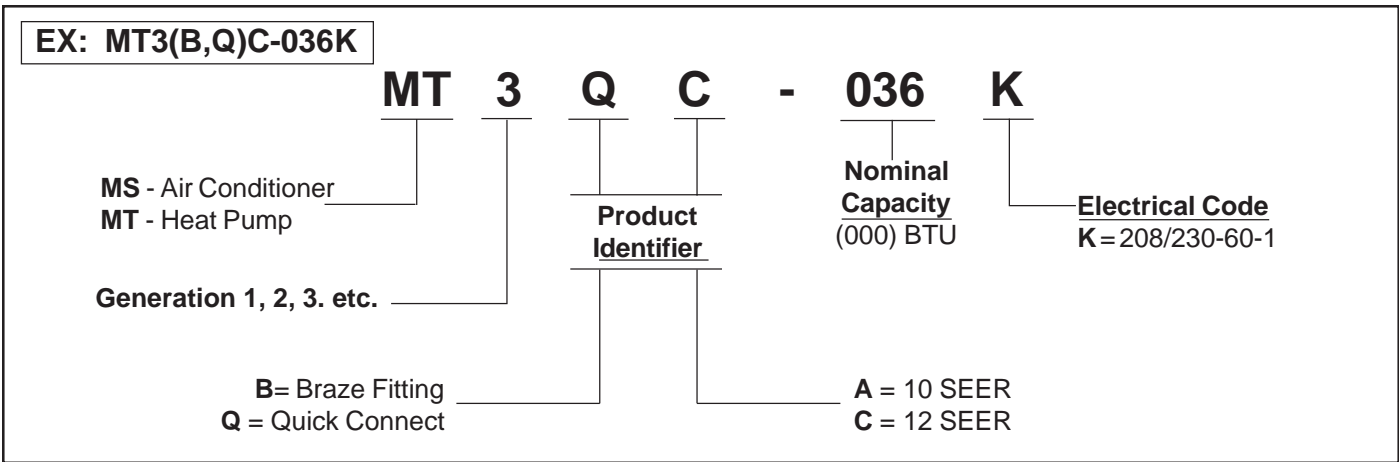 EX: MT3(B,Q)C-036K
MT 3 Q C - 036 K
MS - Air Conditioner
MT - Heat Pump
Product
Identifier
Nominal
Capacity
(000) BTU
Electrical Code
K = 208/230-60-1
Generation 1, 2, 3. etc.
B= Braze Fitting
Q = Quick Connect
A = 10 SEER
C = 12 SEER